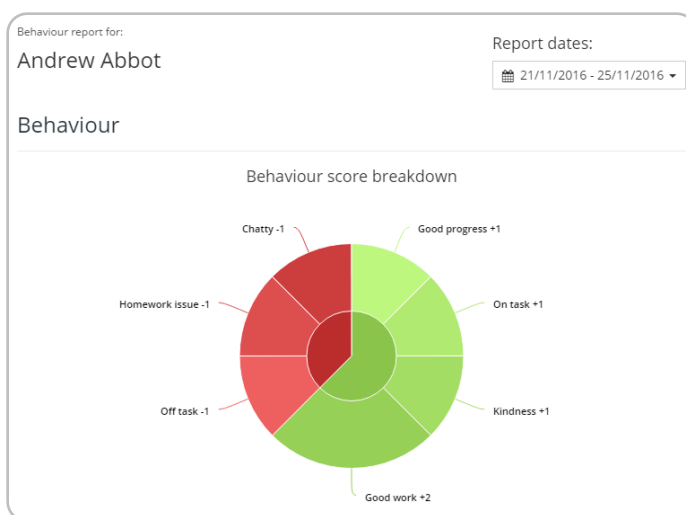 Behaviour report for:
Andrew Abbot
Report dates:
21/11/2016 - 25/11/2016
Behaviour
Behaviour score breakdown
Chatty -1
Good progress +1
Homework issue -1
On task +1
Off task -1
Kindness +1
Good work +2